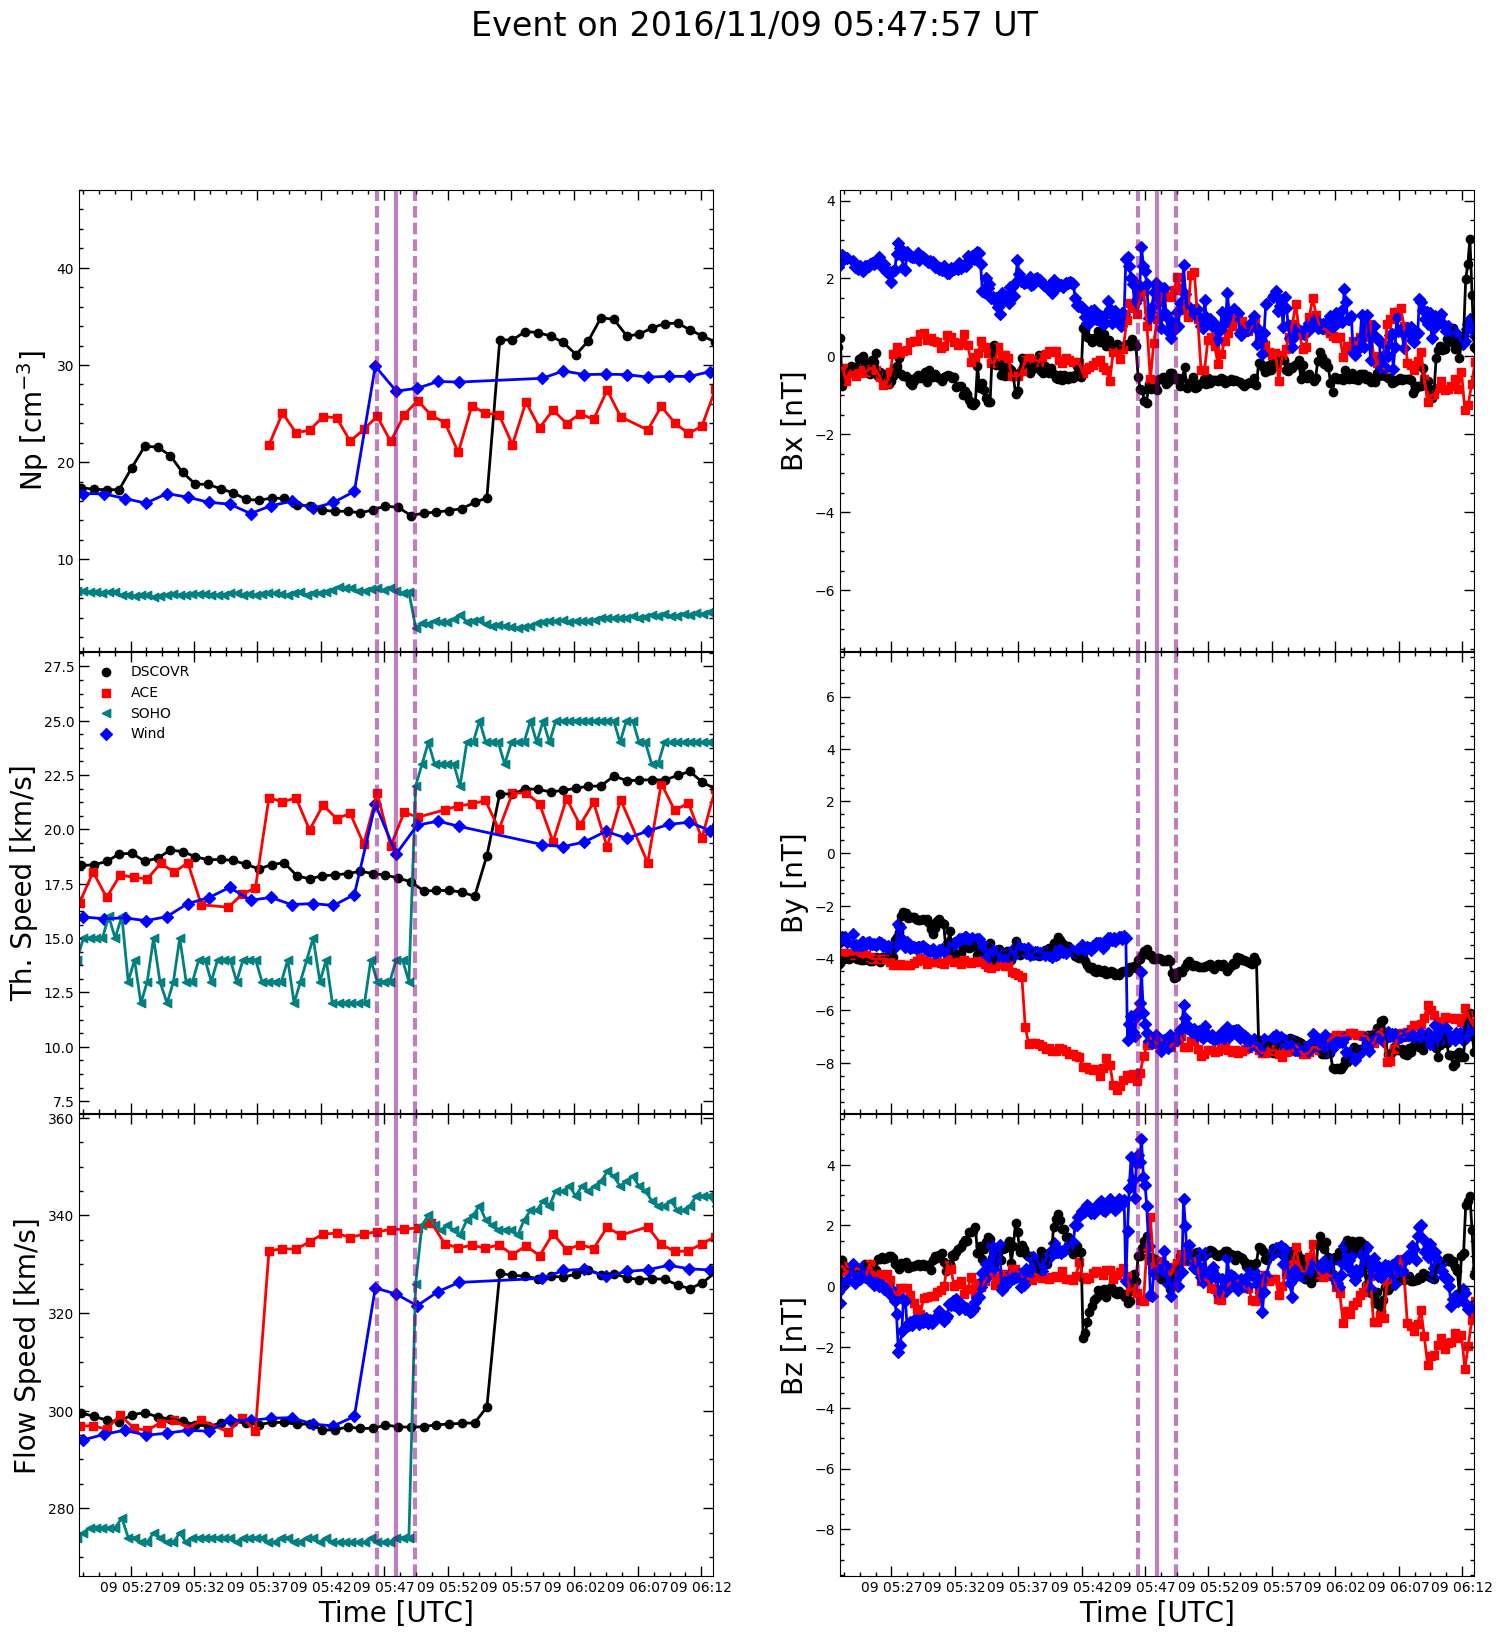 Event on 2016/11/09 05:47:57 UT
Np [cm⁻³]
40
30
20
10
Bx [nT]
4
2
0
−2
−4
−6
Th. Speed [km/s]
27.5
25.0
22.5
20.0
17.5
15.0
12.5
10.0
7.5
DSCOVR
ACE
SOHO
Wind
By [nT]
6
4
2
0
−2
−4
−6
−8
Flow Speed [km/s]
360
340
320
300
280
Bz [nT]
4
2
0
−2
−4
−6
−8
09 05:27 09 05:32 09 05:37 09 05:42 09 05:47 09 05:52 09 05:57 09 06:02 09 06:07 09 06:12
Time [UTC]
09 05:27 09 05:32 09 05:37 09 05:42 09 05:47 09 05:52 09 05:57 09 06:02 09 06:07 09 06:12
Time [UTC]